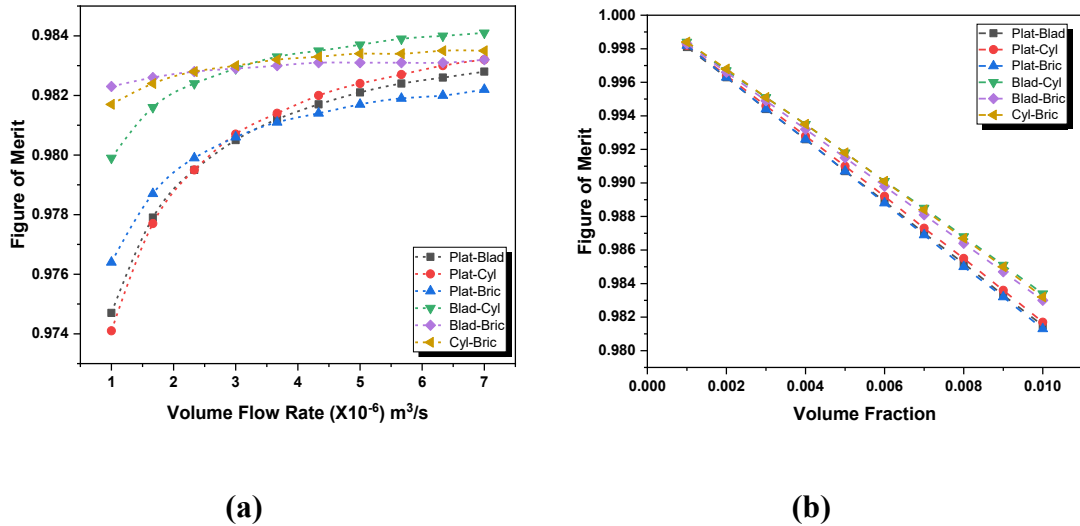 0.984
0.982
0.980
0.978
0.976
0.974
Figure of Merit
1 2 3 4 5 6 7
Volume Flow Rate (X10⁻⁶) m³/s
Plat-Blad
Plat-Cyl
Plat-Bric
Blad-Cyl
Blad-Bric
Cyl-Bric
(a)
1.000
0.998
0.996
0.994
0.992
0.990
0.988
0.986
0.984
0.982
0.980
Figure of Merit
0.000 0.002 0.004 0.006 0.008 0.010
Volume Fraction
Plat-Blad
Plat-Cyl
Plat-Bric
Blad-Cyl
Blad-Bric
Cyl-Bric
(b)